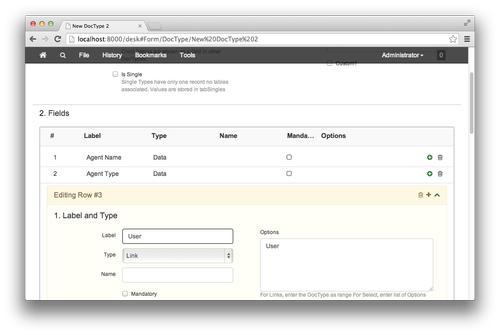 New DocType 2
localhost:8000/desk#Form/DocType/New%20DocType%202
File History Bookmarks Tools Administrator 0
Custom?
Is Single
Single Types have only one record no tables
associated. Values are stored in tabSingles
2. Fields
# Label Type Name Manda... Options
1 Agent Name Data
2 Agent Type Data
Editing Row #3
1. Label and Type
Label User
Type Link
Name
Mandatory
Options
User
For Links, enter the DocType as range For Select, enter list of Options